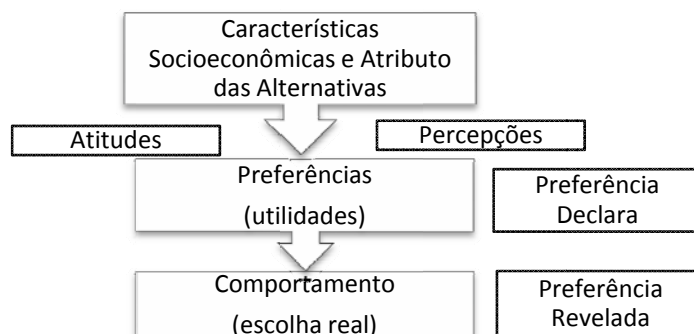 Características
Socioeconômicas e Atributo
das Alternativas
Atitudes
Percepções
Preferências
(utilidades)
Preferência
Declara
Comportamento
(escolha real)
Preferência
Revelada